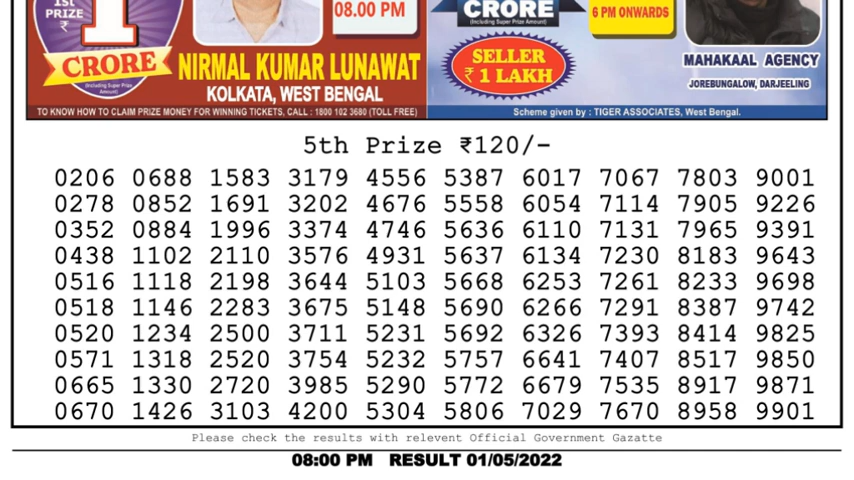 1st
PRIZE
₹
1
CRORE
(Including Super Prize
Amount)
08.00 PM
NIRMAL KUMAR LUNAWAT
KOLKATA, WEST BENGAL
TO KNOW HOW TO CLAIM PRIZE MONEY FOR WINNING TICKETS, CALL : 1800 102 3680 (TOLL FREE)
CRORE
(Including Super Prize Amount)
6 PM ONWARDS
SELLER
₹ 1 LAKH
MAHAKAAL AGENCY
JOREBUNGALOW, DARJEELING
Scheme given by : TIGER ASSOCIATES, West Bengal.
5th Prize ₹120/-
0206 0688 1583 3179 4556 5387 6017 7067 7803 9001
0278 0852 1691 3202 4676 5558 6054 7114 7905 9226
0352 0884 1996 3374 4746 5636 6110 7131 7965 9391
0438 1102 2110 3576 4931 5637 6134 7230 8183 9643
0516 1118 2198 3644 5103 5668 6253 7261 8233 9698
0518 1146 2283 3675 5148 5690 6266 7291 8387 9742
0520 1234 2500 3711 5231 5692 6326 7393 8414 9825
0571 1318 2520 3754 5232 5757 6641 7407 8517 9850
0665 1330 2720 3985 5290 5772 6679 7535 8917 9871
0670 1426 3103 4200 5304 5806 7029 7670 8958 9901
Please check the results with relevent Official Government Gazatte
08:00 PM RESULT 01/05/2022